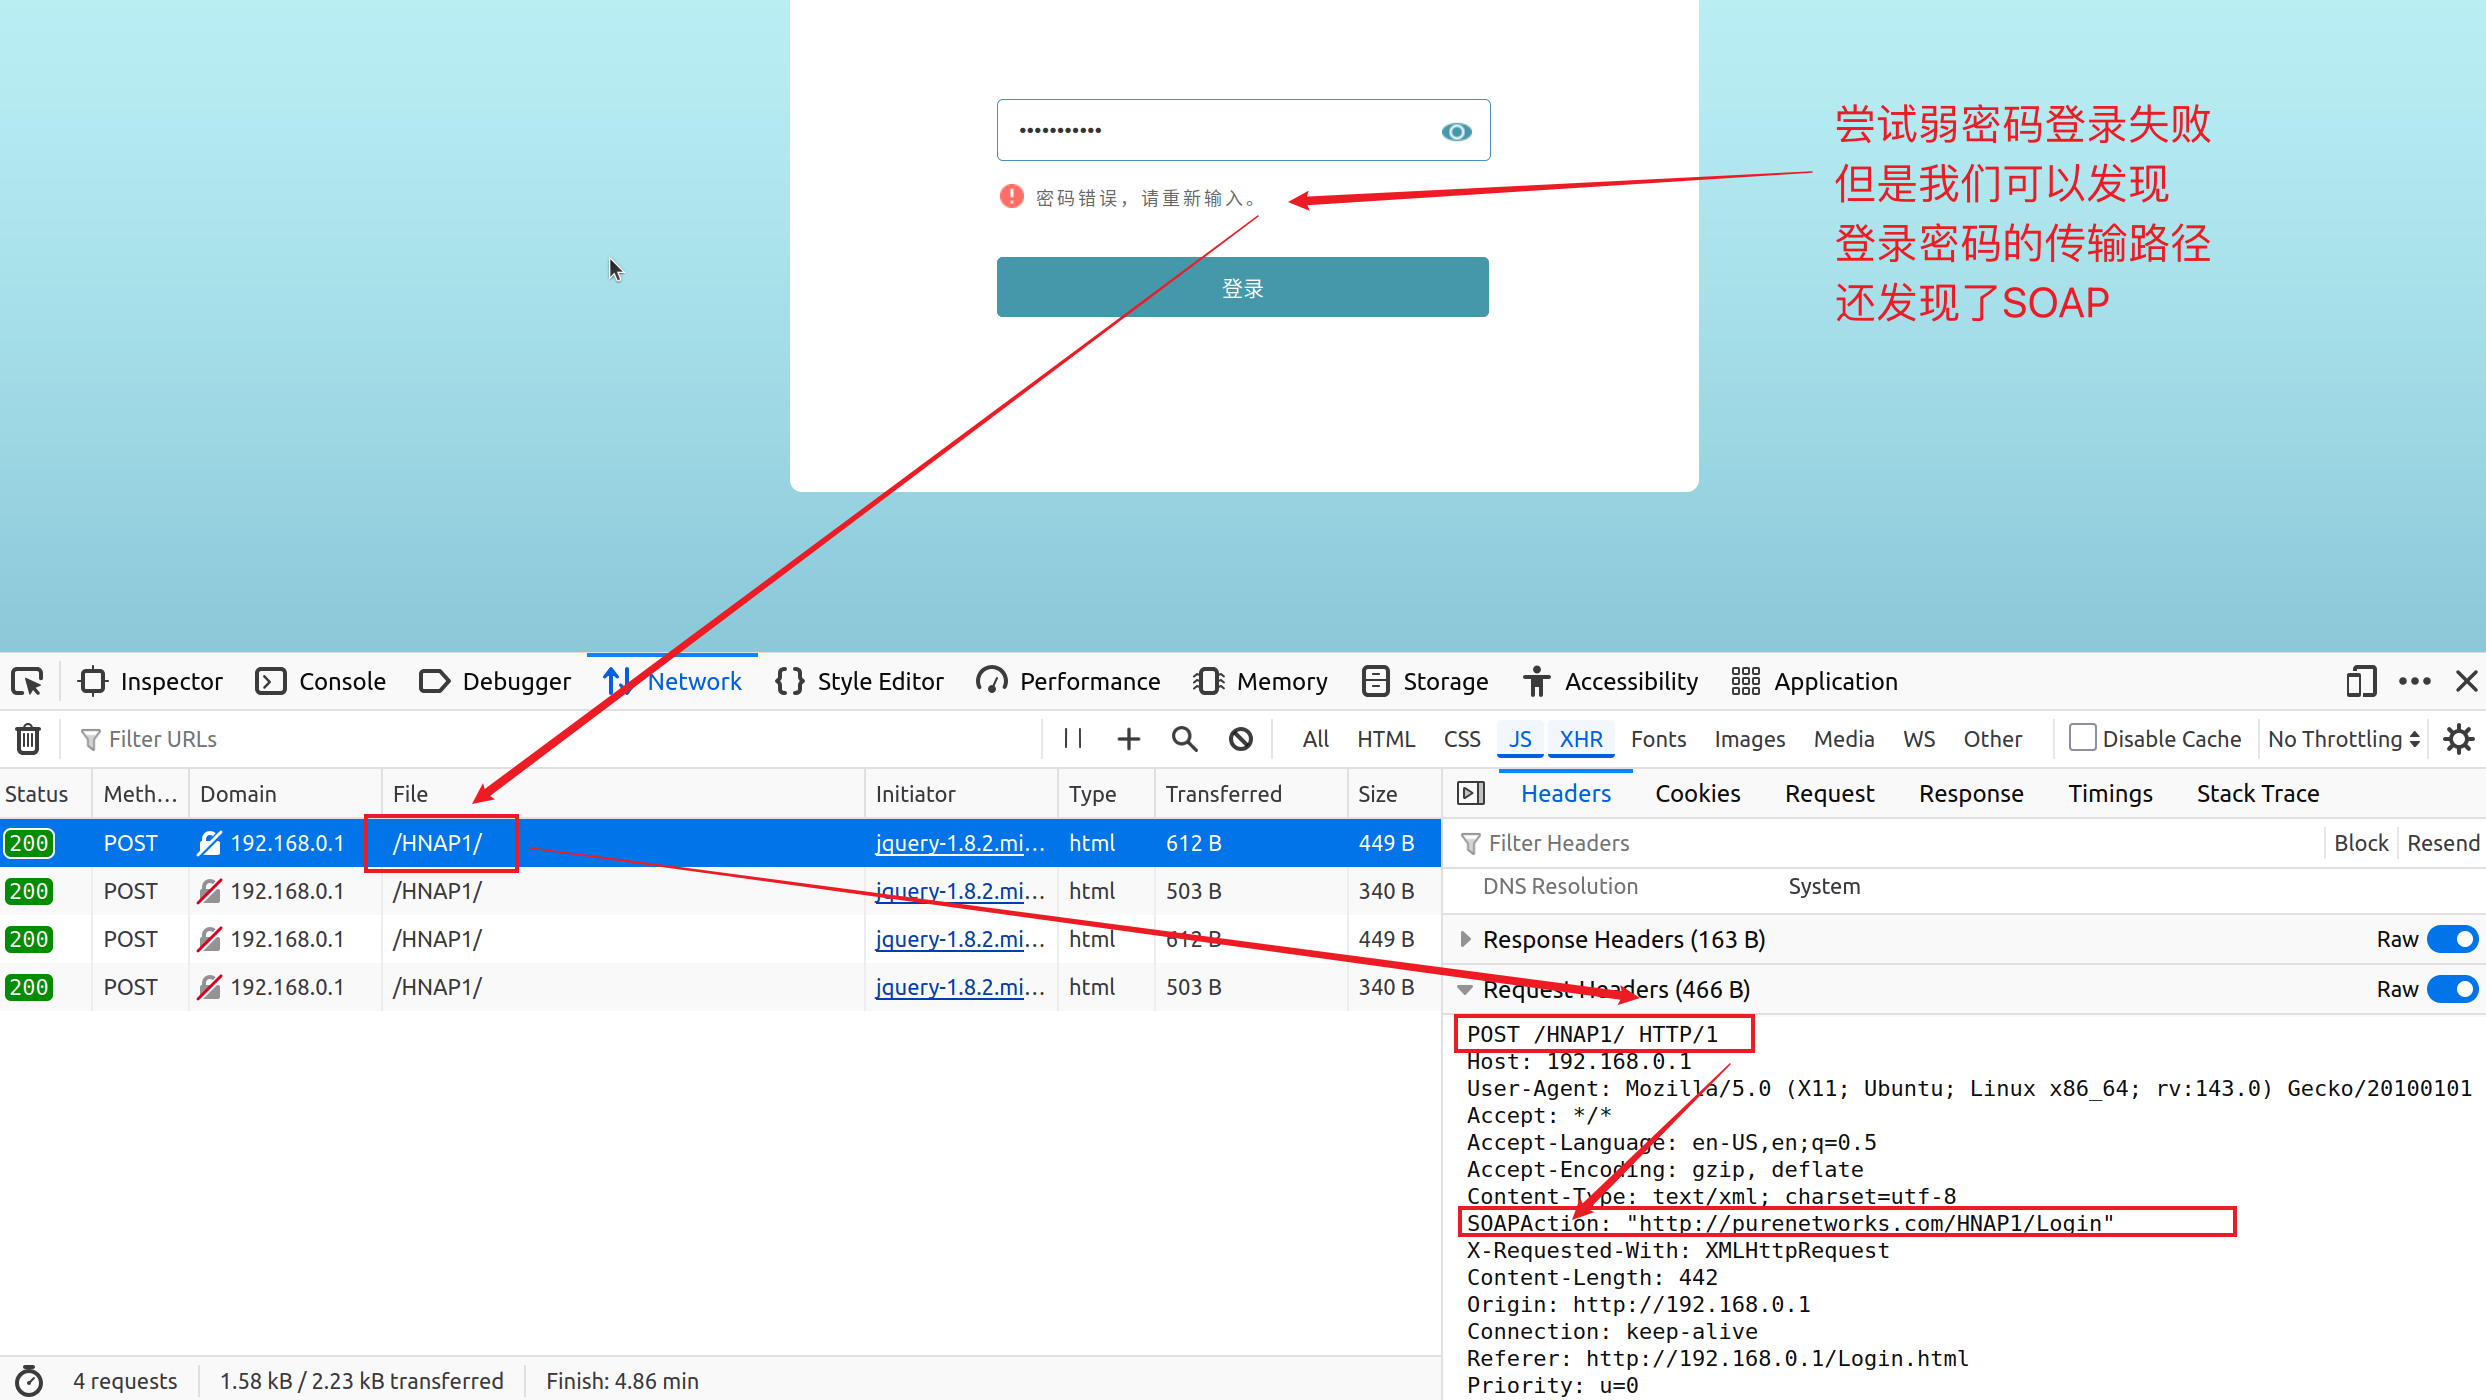 •••••••••••
密码错误，请重新输入。
登录
尝试弱密码登录失败
但是我们可以发现
登录密码的传输路径
还发现了SOAP
Inspector Console Debugger Network Style Editor Performance Memory Storage Accessibility Application
Filter URLs All HTML CSS JS XHR Fonts Images Media WS Other Disable Cache No Throttling
Status Meth… Domain File Initiator Type Transferred Size
200 POST 192.168.0.1 /HNAP1/ jquery-1.8.2.mi… html 612 B 449 B
200 POST 192.168.0.1 /HNAP1/ jquery-1.8.2.mi… html 503 B 340 B
200 POST 192.168.0.1 /HNAP1/ jquery-1.8.2.mi… html 612 B 449 B
200 POST 192.168.0.1 /HNAP1/ jquery-1.8.2.mi… html 503 B 340 B
4 requests 1.58 kB / 2.23 kB transferred Finish: 4.86 min
Headers Cookies Request Response Timings Stack Trace
Filter Headers Block Resend
DNS Resolution System
Response Headers (163 B) Raw
Request Headers (466 B) Raw
POST /HNAP1/ HTTP/1
Host: 192.168.0.1
User-Agent: Mozilla/5.0 (X11; Ubuntu; Linux x86_64; rv:143.0) Gecko/20100101
Accept: */*
Accept-Language: en-US,en;q=0.5
Accept-Encoding: gzip, deflate
Content-Type: text/xml; charset=utf-8
SOAPAction: "http://purenetworks.com/HNAP1/Login"
X-Requested-With: XMLHttpRequest
Content-Length: 442
Origin: http://192.168.0.1
Connection: keep-alive
Referer: http://192.168.0.1/Login.html
Priority: u=0